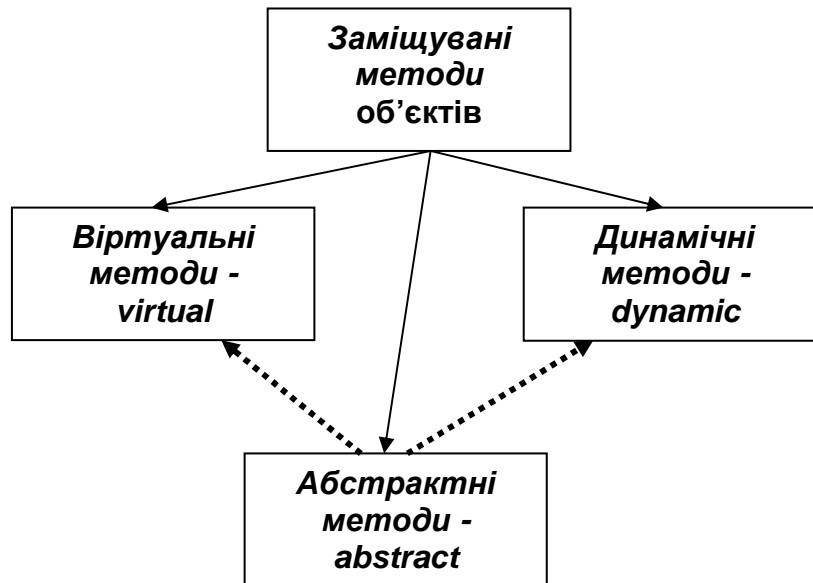 Заміщувані
методи
об’єктів
Віртуальні
методи -
virtual
Динамічні
методи -
dynamic
Абстрактні
методи -
abstract